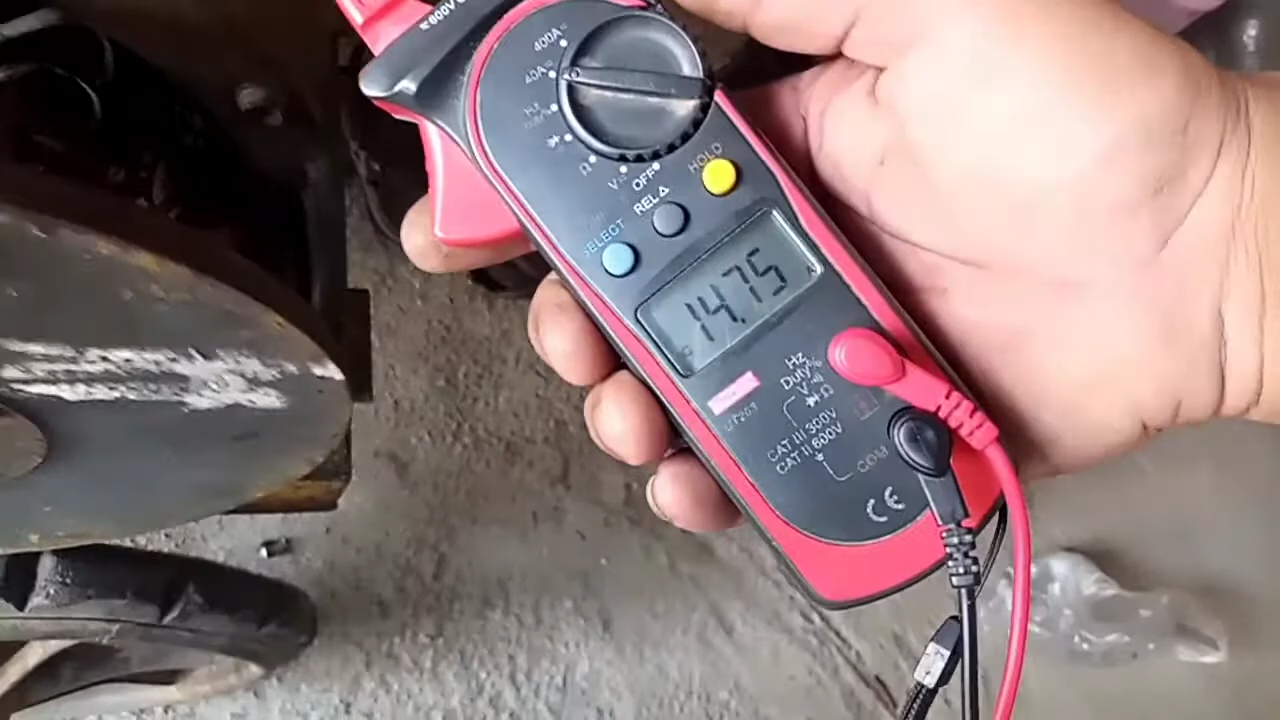 400A
40A
Hz
Ω
V
OFF
HOLD
REL Δ
SELECT
14.75
A
Hz
Duty%
V
Ω
CAT III 300V
CAT II 600V
COM
CE
UT203